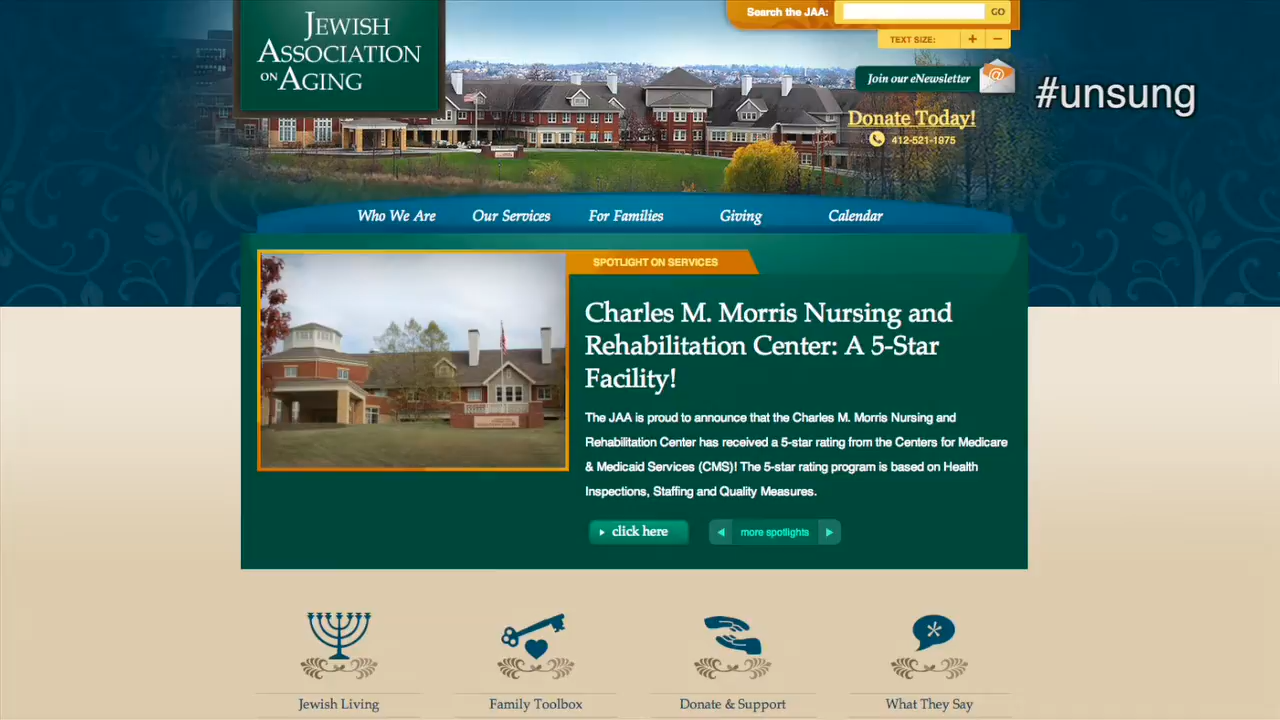 JEWISH
ASSOCIATION
ON AGING
Search the JAA:
GO
TEXT SIZE:
+
−
Join our eNewsletter
@
#unsung
Donate Today!
412-521-1975
Who We Are
Our Services
For Families
Giving
Calendar
SPOTLIGHT ON SERVICES
Charles M. Morris Nursing and
Rehabilitation Center: A 5-Star
Facility!
The JAA is proud to announce that the Charles M. Morris Nursing and
Rehabilitation Center has received a 5-star rating from the Centers for Medicare
& Medicaid Services (CMS)! The 5-star rating program is based on Health
Inspections, Staffing and Quality Measures.
click here
more spotlights
Jewish Living
Family Toolbox
Donate & Support
What They Say